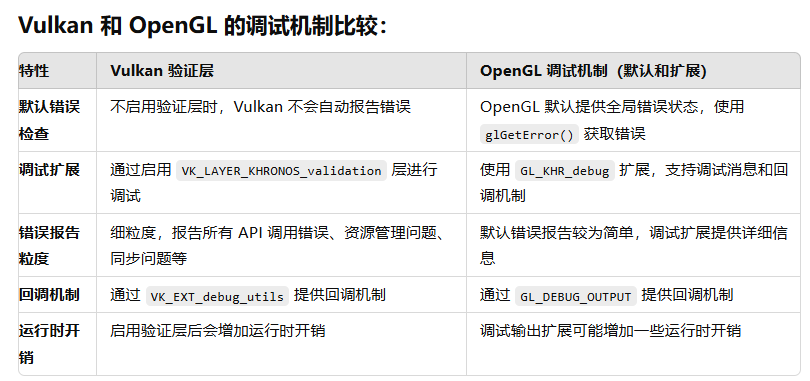 Vulkan 和 OpenGL 的调试机制比较：
特性
Vulkan 验证层
OpenGL 调试机制（默认和扩展）
默认错误
检查
不启用验证层时，Vulkan 不会自动报告错误
OpenGL 默认提供全局错误状态，使用
glGetError() 获取错误
调试扩展
通过启用 VK_LAYER_KHRONOS_validation 层进行
调试
使用 GL_KHR_debug 扩展，支持调试消息和回
调机制
错误报告
粒度
细粒度，报告所有 API 调用错误、资源管理问题、
同步问题等
默认错误报告较为简单，调试扩展提供详细信
息
回调机制
通过 VK_EXT_debug_utils 提供回调机制
通过 GL_DEBUG_OUTPUT 提供回调机制
运行时开
销
启用验证层后会增加运行时开销
调试输出扩展可能增加一些运行时开销